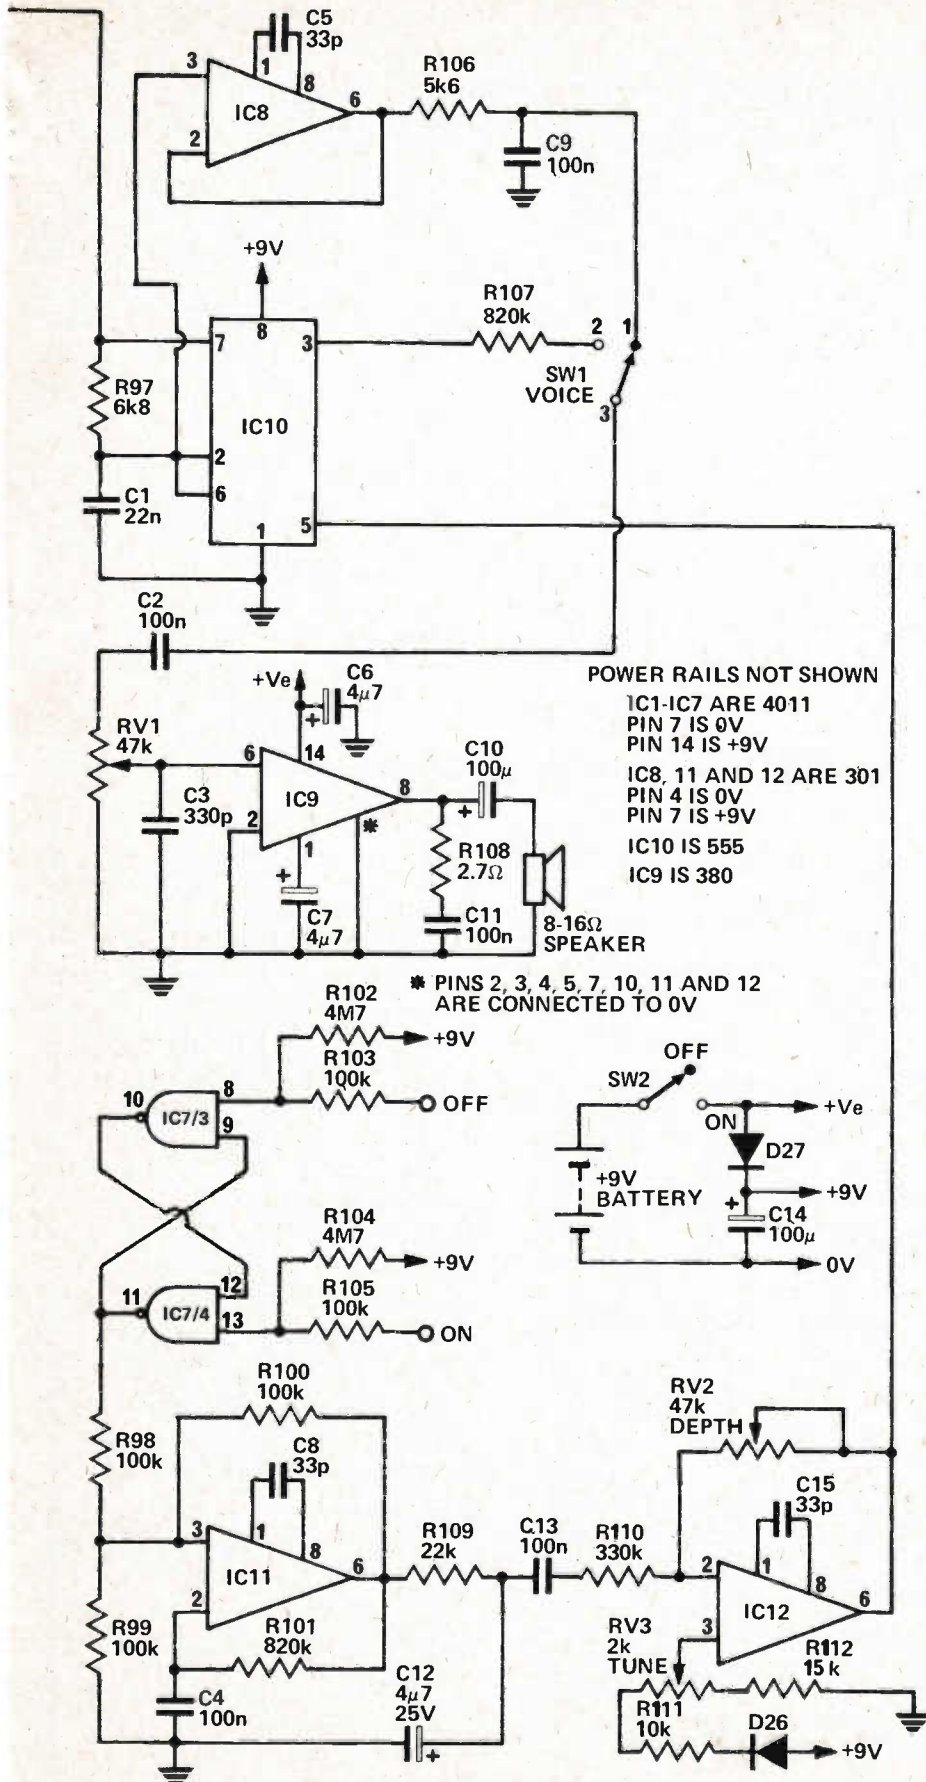 C5
33p
3
1
8
R106
5k6
IC8
6
2
C9
100n
+9V
R107
820k
8
7
3
2
1
SW1
VOICE
R97
6k8
3
IC10
2
6
C1
22n
5
1
C2
100n
+Ve
C6
4µ7
+
POWER RAILS NOT SHOWN
IC1-IC7 ARE 4011
PIN 7 IS 0V
PIN 14 IS +9V
IC8, 11 AND 12 ARE 301
PIN 4 IS 0V
PIN 7 IS +9V
IC10 IS 555
IC9 IS 380
RV1
47k
6
14
C10
100µ
8
IC9
+
C3
330p
2
*
1
R108
2.7Ω
+
C7
4µ7
C11
100n
8-16Ω
SPEAKER
* PINS 2, 3, 4, 5, 7, 10, 11 AND 12
ARE CONNECTED TO 0V
R102
4M7
+9V
R103
100k
OFF
10
8
IC7/3
9
OFF
SW2
ON
+Ve
D27
+9V
BATTERY
+
+9V
C14
100µ
0V
R104
4M7
+9V
R105
100k
11
12
IC7/4
13
ON
R100
100k
RV2
47k
DEPTH
R98
100k
C8
33p
C15
33p
3
1
8
R109
22k
C13
100n
R110
330k
IC11
6
2
1
8
2
IC12
6
3
R99
100k
R101
820k
RV3
2k
TUNE
R112
15k
C12
4µ7
25V
+
C4
100n
R111
10k
D26
+9V